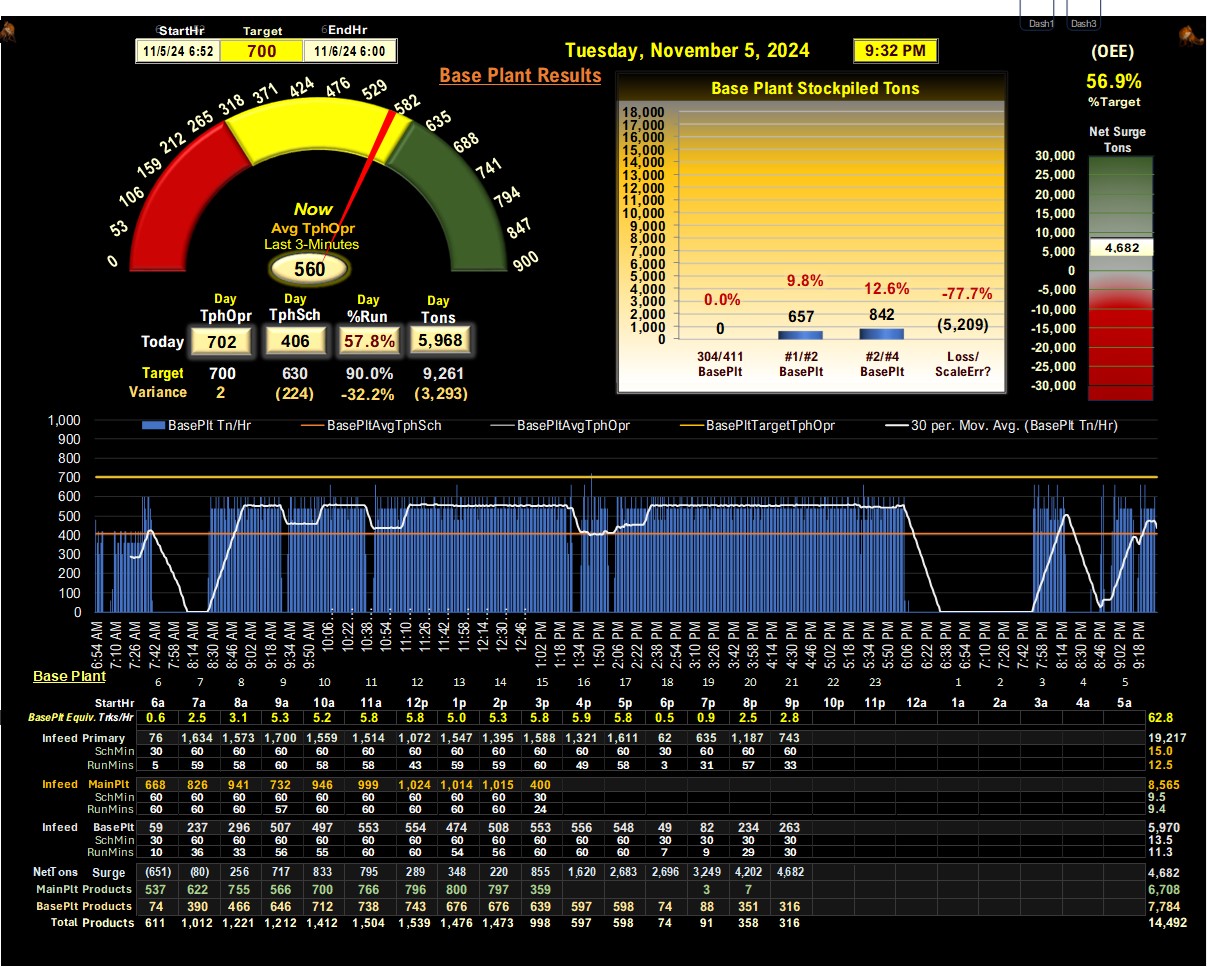 Dash1 Dash3
StartHr Target EndHr
11/5/24 6:52 700 11/6/24 6:00
Tuesday, November 5, 2024 9:32 PM
Base Plant Results
(OEE)
56.9%
%Target
Net Surge
Tons
30,000
25,000
20,000
15,000
10,000
5,000
0
-5,000
-10,000
-15,000
-20,000
-25,000
-30,000
4,682
0 53 106 159 212 265 318 371 424 476 529 582 635 688 741 794 847 900
Now
Avg TphOpr
Last 3-Minutes
560
Day Day Day Day
TphOpr TphSch %Run Tons
Today 702 406 57.8% 5,968
Target 700 630 90.0% 9,261
Variance 2 (224) -32.2% (3,293)
Base Plant Stockpiled Tons
18,000
17,000
16,000
15,000
14,000
13,000
12,000
11,000
10,000
9,000
8,000
7,000
6,000
5,000
4,000
3,000
2,000
1,000
0
0.0% 9.8% 12.6% -77.7%
0 657 842 (5,209)
304/411 #1/#2 #2/#4 Loss/
BasePlt BasePlt BasePlt ScaleErr?
BasePlt Tn/Hr BasePltAvgTphSch BasePltAvgTphOpr BasePltTargetTphOpr 30 per. Mov. Avg. (BasePlt Tn/Hr)
1,000
900
800
700
600
500
400
300
200
100
0
6:54 AM 7:10 AM 7:26 AM 7:42 AM 7:58 AM 8:14 AM 8:30 AM 8:46 AM 9:02 AM 9:18 AM 9:34 AM 9:50 AM 10:06... 10:22... 10:38... 10:54... 11:10... 11:26... 11:42... 11:58... 12:14... 12:30... 12:46... 1:02 PM 1:18 PM 1:34 PM 1:50 PM 2:06 PM 2:22 PM 2:38 PM 2:54 PM 3:10 PM 3:26 PM 3:42 PM 3:58 PM 4:14 PM 4:30 PM 4:46 PM 5:02 PM 5:18 PM 5:34 PM 5:50 PM 6:06 PM 6:22 PM 6:38 PM 6:54 PM 7:10 PM 7:26 PM 7:42 PM 7:58 PM 8:14 PM 8:30 PM 8:46 PM 9:02 PM 9:18 PM
Base Plant 6 7 8 9 10 11 12 13 14 15 16 17 18 19 20 21 22 23 1 2 3 4 5
StartHr 6a 7a 8a 9a 10a 11a 12p 1p 2p 3p 4p 5p 6p 7p 8p 9p 10p 11p 12a 1a 2a 3a 4a 5a
BasePlt Equiv. Trks/Hr 0.6 2.5 3.1 5.3 5.2 5.8 5.8 5.0 5.3 5.8 5.9 5.8 0.5 0.9 2.5 2.8 62.8
Infeed Primary 76 1,634 1,573 1,700 1,559 1,514 1,072 1,547 1,395 1,588 1,321 1,611 62 635 1,187 743 19,217
SchMin 30 60 60 60 60 60 60 60 60 60 60 60 30 60 60 60 15.0
RunMins 5 59 58 60 58 58 43 59 59 60 49 58 3 31 57 33 12.5
Infeed MainPlt 668 826 941 732 946 999 1,024 1,014 1,015 400 8,565
SchMin 60 60 60 60 60 60 60 60 60 30 9.5
RunMins 60 60 60 57 60 60 60 60 60 24 9.4
Infeed BasePlt 59 237 296 507 497 553 554 474 508 553 556 548 49 82 234 263 5,970
SchMin 30 60 60 60 60 60 60 60 60 60 60 60 30 30 30 30 13.5
RunMins 10 36 33 56 55 60 60 54 56 60 60 60 7 9 29 30 11.3
NetTons Surge (651) (80) 256 717 833 795 289 348 220 855 1,620 2,683 2,696 3,249 4,202 4,682 4,682
MainPlt Products 537 622 755 566 700 766 796 800 797 359 3 7 6,708
BasePlt Products 74 390 466 646 712 738 743 676 676 639 597 598 74 88 351 316 7,784
Total Products 611 1,012 1,221 1,212 1,412 1,504 1,539 1,476 1,473 998 597 598 74 91 358 316 14,492